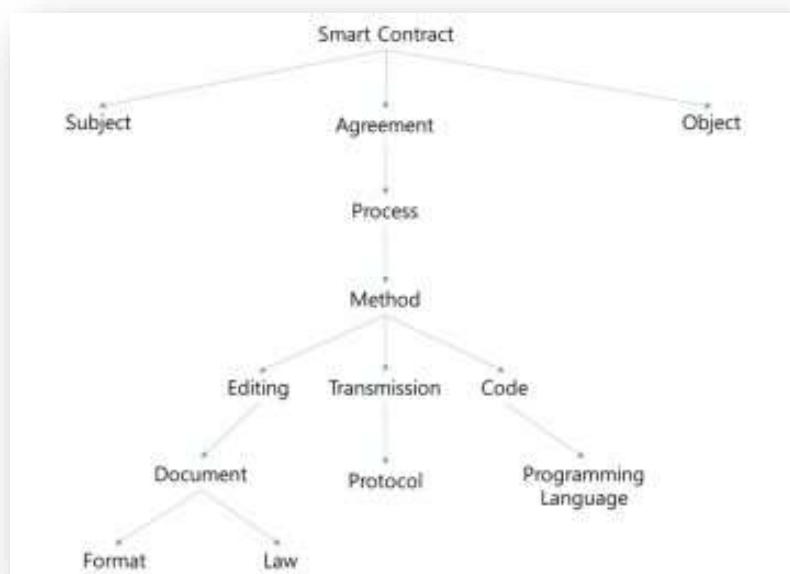 Smart Contract
Subject
Agreement
Object
Process
Method
Editing
Transmission
Code
Document
Protocol
Programming
Language
Format
Law